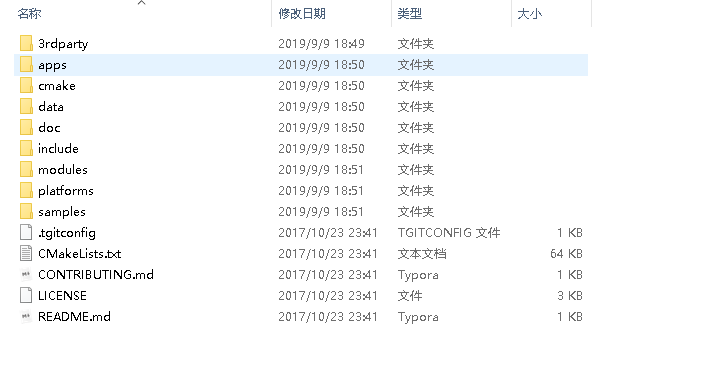 名称 修改日期 类型 大小
3rdparty 2019/9/9 18:49 文件夹
apps 2019/9/9 18:50 文件夹
cmake 2019/9/9 18:50 文件夹
data 2019/9/9 18:50 文件夹
doc 2019/9/9 18:50 文件夹
include 2019/9/9 18:50 文件夹
modules 2019/9/9 18:51 文件夹
platforms 2019/9/9 18:51 文件夹
samples 2019/9/9 18:51 文件夹
.tgitconfig 2017/10/23 23:41 TGITCONFIG 文件 1 KB
CMakeLists.txt 2017/10/23 23:41 文本文档 64 KB
CONTRIBUTING.md 2017/10/23 23:41 Typora 1 KB
LICENSE 2017/10/23 23:41 文件 3 KB
README.md 2017/10/23 23:41 Typora 1 KB